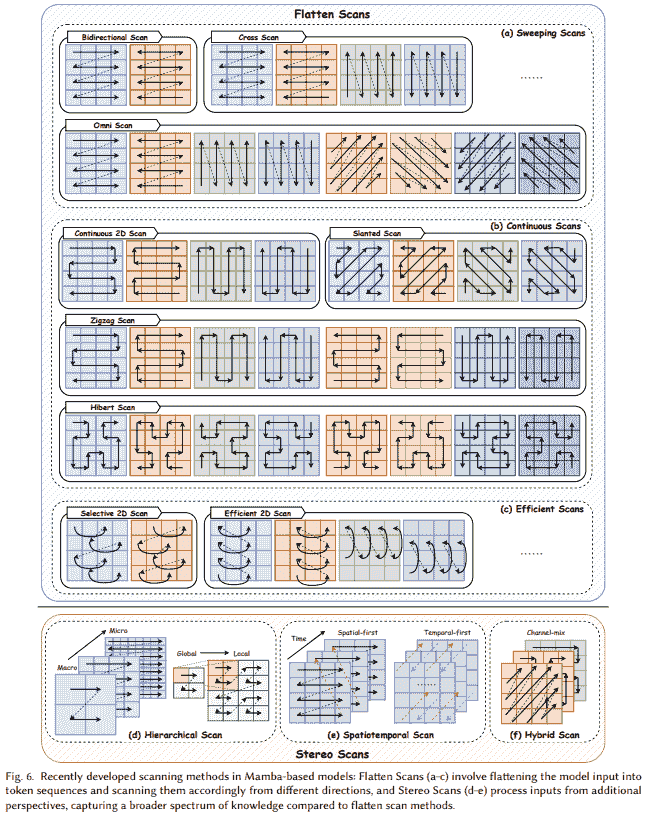 Flatten Scans
(a) Sweeping Scans
Bidirectional Scan
Cross Scan
......
Omni Scan
(b) Continuous Scans
Continuous 2D Scan
Slanted Scan
Zigzag Scan
Hibert Scan
(c) Efficient Scans
Selective 2D Scan
Efficient 2D Scan
......
Micro
Macro
Global
Local
(d) Hierarchical Scan
Time
Spatial-first
Temporal-first
(e) Spatiotemporal Scan
Channel-mix
(f) Hybrid Scan
Stereo Scans
Fig. 6. Recently developed scanning methods in Mamba-based models: Flatten Scans (a-c) involve flattening the model input into
token sequences and scanning them accordingly from different directions, and Stereo Scans (d-e) process inputs from additional
perspectives, capturing a broader spectrum of knowledge compared to flatten scan methods.